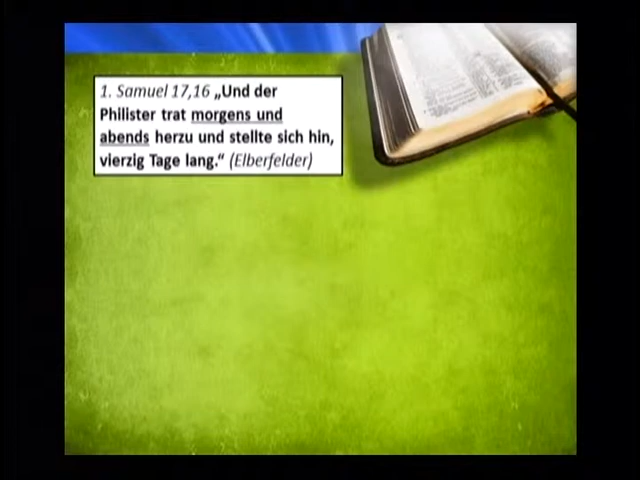 1. Samuel 17,16 „Und der
Philister trat morgens und
abends herzu und stellte sich hin,
vierzig Tage lang.“ (Elberfelder)